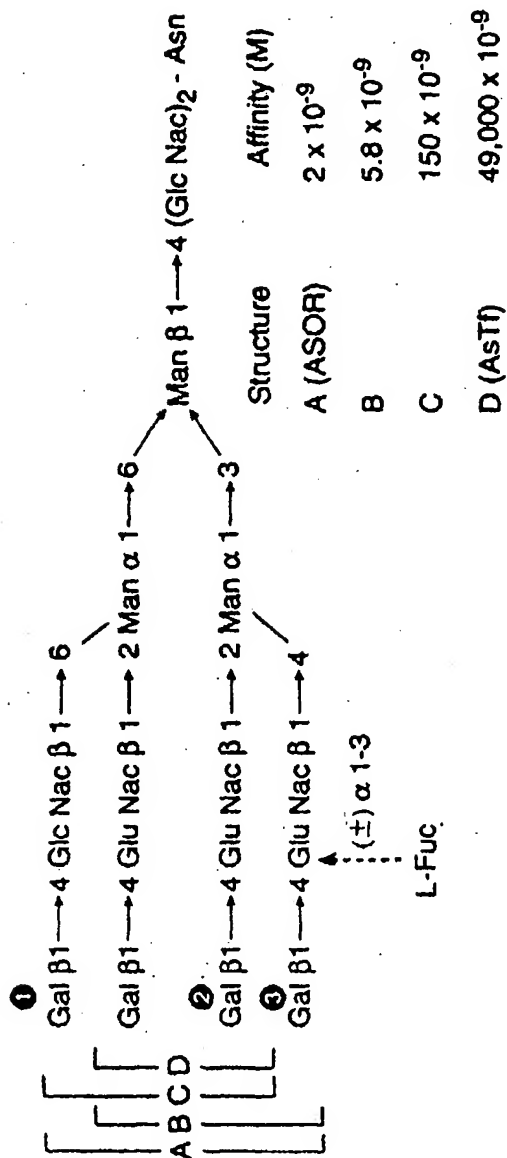 ❶
Gal β1→4 Glc Nac β 1→6
Gal β1→4 Glu Nac β 1→2 Man α 1→6
Man β 1→4 (Glc Nac)2 - Asn
❷
Gal β1→4 Glu Nac β 1→2 Man α 1→3
❸
Gal β1→4 Glu Nac β 1→4
(±) α 1-3
L-Fuc
A B C D
Structure Affinity (M)
A (ASOR) 2 x 10-9
B 5.8 x 10-9
C 150 x 10-9
D (AsTf) 49,000 x 10-9